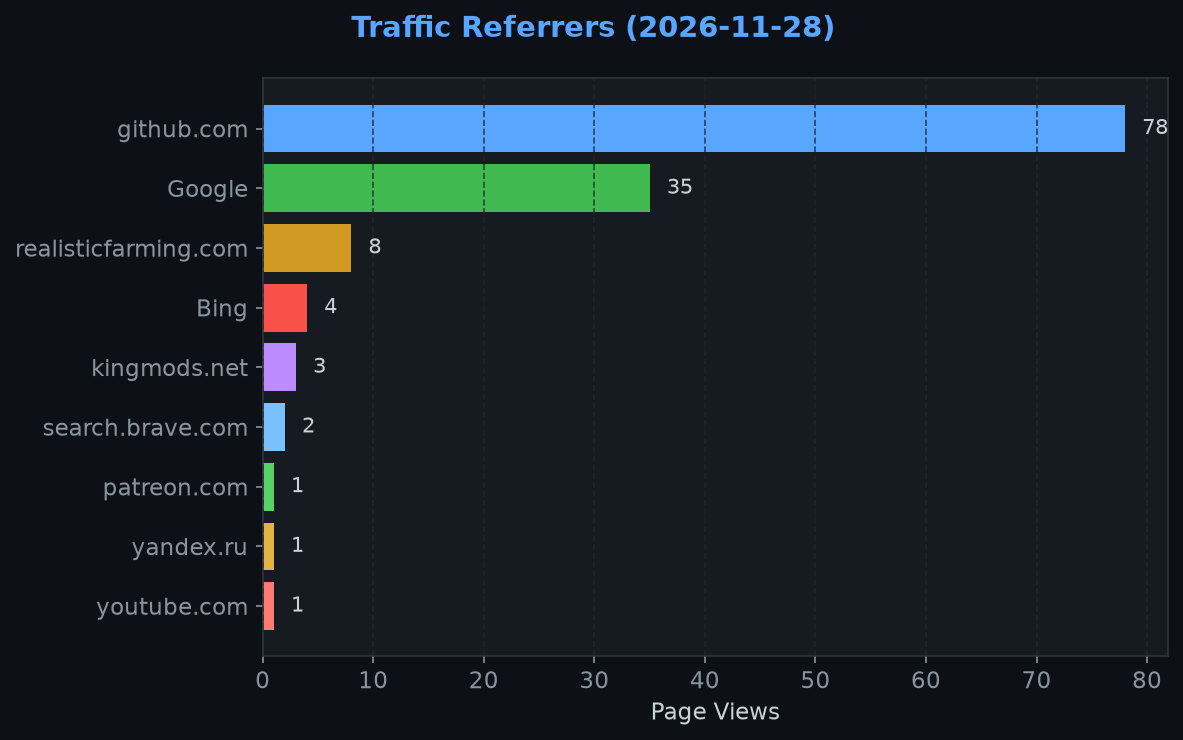 Traffic Referrers (2026-11-28)
github.com 78
Google 35
realisticfarming.com 8
Bing 4
kingmods.net 3
search.brave.com 2
patreon.com 1
yandex.ru 1
youtube.com 1
0 10 20 30 40 50 60 70 80
Page Views